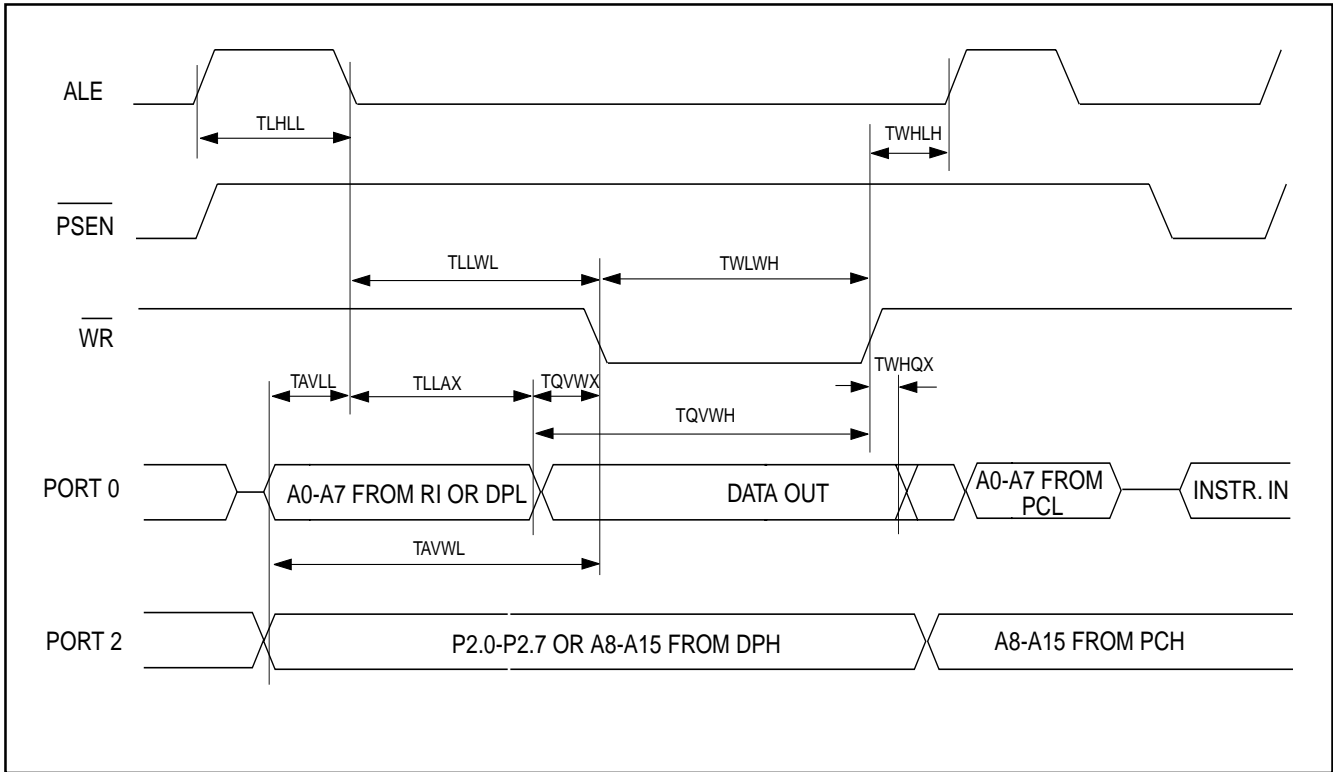 ALE
TLHLL
TWHLH
PSEN
TLLWL
TWLWH
WR
TAVLL
TLLAX
TQVWX
TWHQX
TQVWH
PORT 0
A0-A7 FROM RI OR DPL
DATA OUT
A0-A7 FROM
PCL
INSTR. IN
TAVWL
PORT 2
P2.0-P2.7 OR A8-A15 FROM DPH
A8-A15 FROM PCH